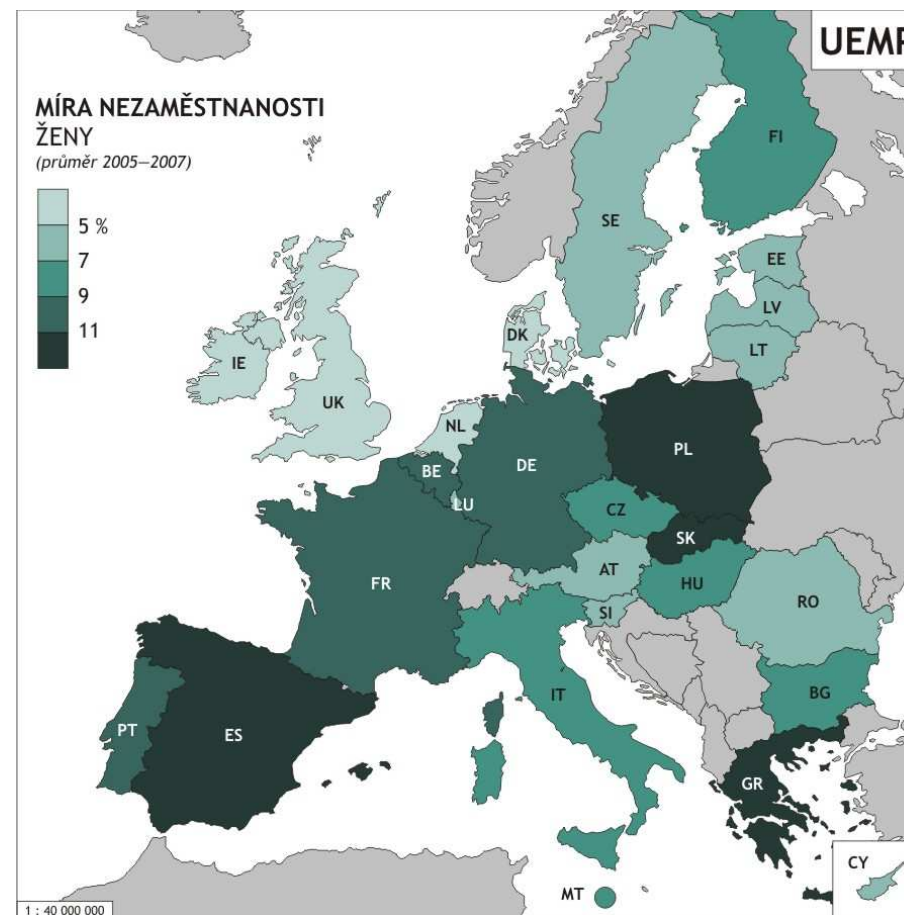 UEMP
MÍRA NEZAMĚSTNANOSTI
ŽENY
(průměr 2005–2007)
5 %
7
9
11
FI
SE
EE
LV
LT
DK
IE
UK
NL
BE
DE
PL
LU
CZ
SK
FR
AT
HU
SI
RO
IT
BG
PT
ES
GR
CY
MT
1 : 40 000 000